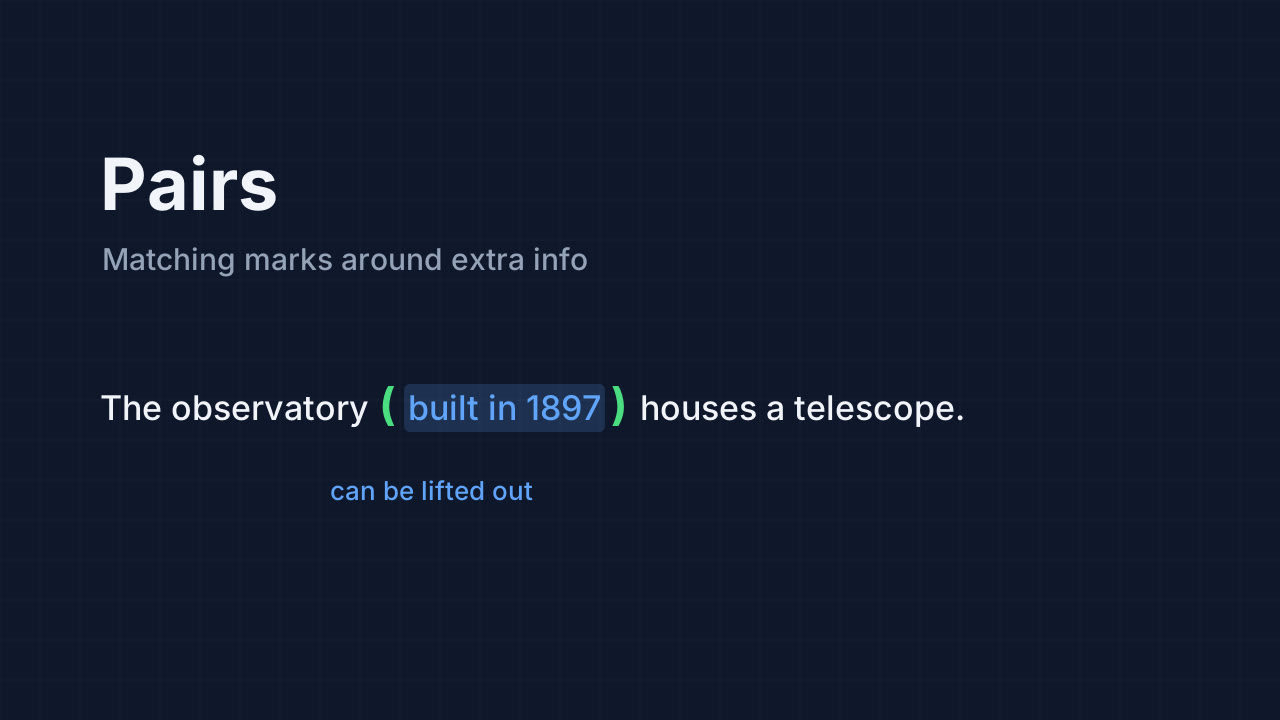 Pairs
Matching marks around extra info
The observatory ( built in 1897 ) houses a telescope.
can be lifted out